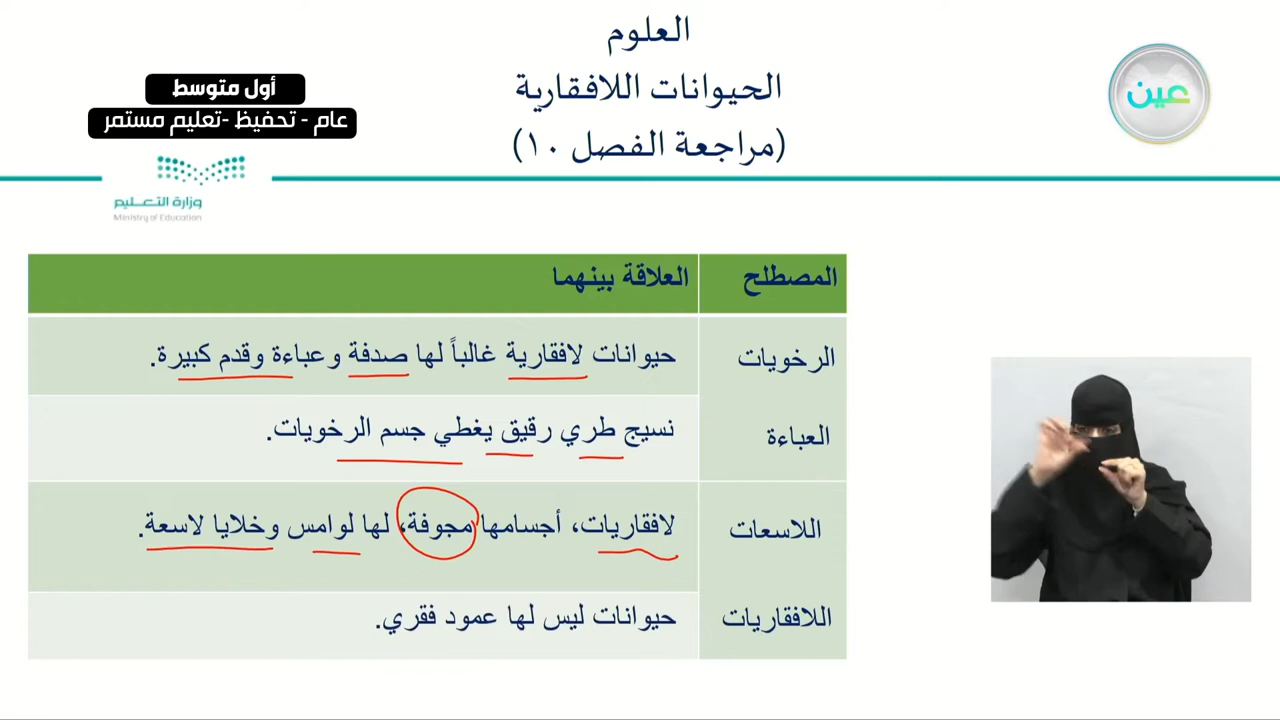 العلوم
الحيوانات اللافقارية
(مراجعة الفصل ١٠)
عين
أول متوسط
عام - تحفيظ -تعليم مستمر
وزارة التعليم
Ministry of Education
المصطلح العلاقة بينهما
الرخويات حيوانات لافقارية غالباً لها صدفة وعباءة وقدم كبيرة.
العباءة نسيج طري رقيق يغطي جسم الرخويات.
اللاسعات لافقاريات، أجسامها مجوفة، لها لوامس وخلايا لاسعة.
اللافقاريات حيوانات ليس لها عمود فقري.